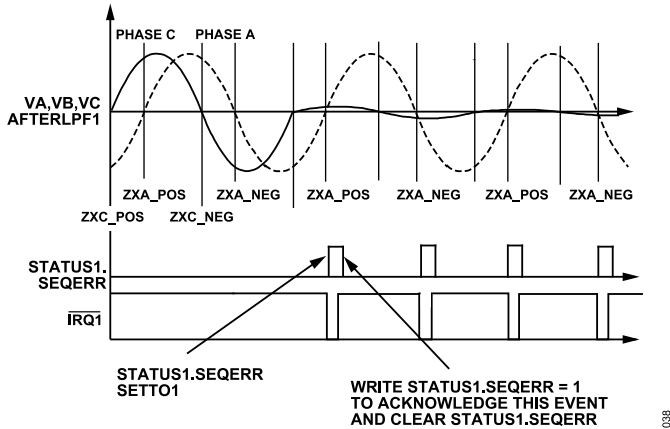 PHASE C PHASE A
VA,VB,VC
AFTERLPF1
ZXA_POS ZXA_NEG ZXA_POS ZXA_NEG ZXA_POS ZXA_NEG
ZXC_POS ZXC_NEG
STATUS1.
SEQERR
IRQ1
STATUS1.SEQERR
SETTO1
WRITE STATUS1.SEQERR = 1
TO ACKNOWLEDGE THIS EVENT
AND CLEAR STATUS1.SEQERR
038